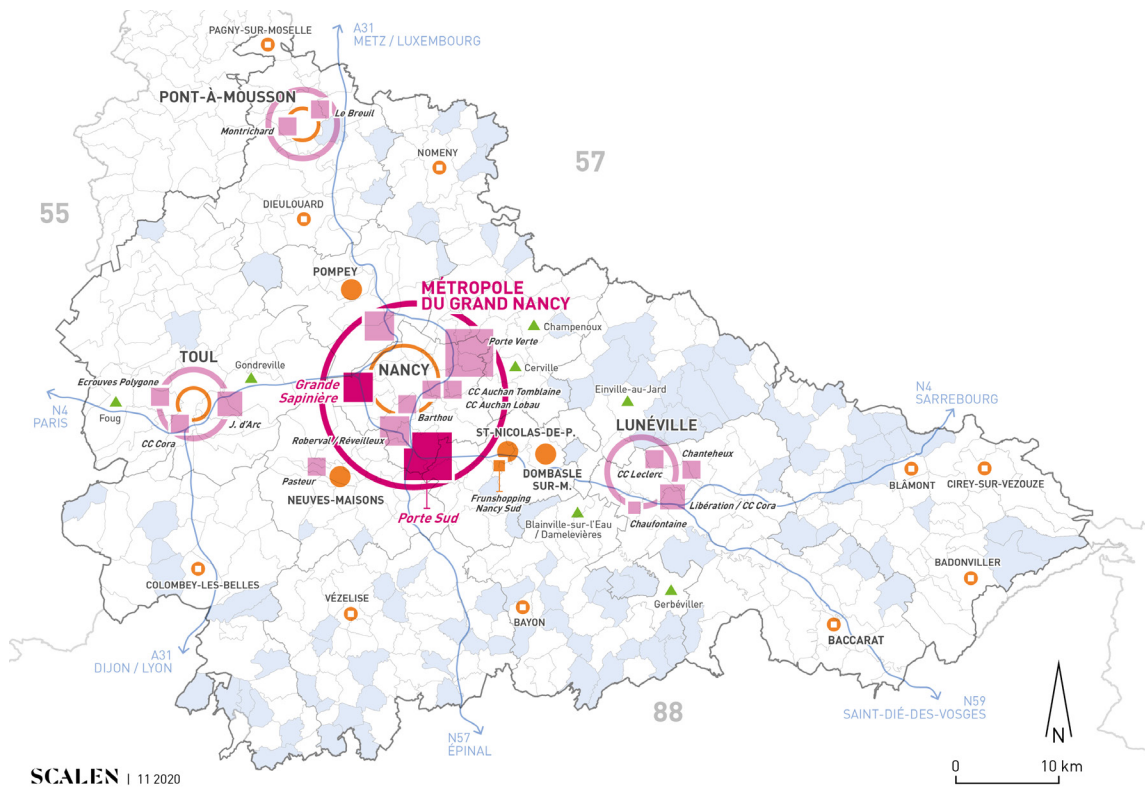 PAGNY-SUR-MOSELLE
A31
METZ / LUXEMBOURG
PONT-À-MOUSSON
Le Breuil
Montrichard
NOMENY
57
DIEULOUARD
55
POMPEY
MÉTROPOLE
DU GRAND NANCY
Champenoux
Porte Verte
TOUL
Gondreville
NANCY
Cerville
Ecrouves Polygone
Grande
Sapinière
CC Auchan Tomblaine
CC Auchan Lobau
Einville-au-Jard
N4
SARREBOURG
N4
PARIS
Foug
J. d'Arc
Barthou
CC Cora
Roberval / Réveilleux
ST-NICOLAS-DE-P.
LUNÉVILLE
Chanteheux
CC Leclerc
Pasteur
NEUVES-MAISONS
DOMBASLE
SUR-M.
BLÂMONT
CIREY-SUR-VEZOUZE
Frunshopping
Nancy Sud
Libération / CC Cora
Porte Sud
Chaufontaine
Blainville-sur-l'Eau
/ Damelevières
BADONVILLER
COLOMBEY-LES-BELLES
VÉZELISE
BAYON
Gerbéviller
BACCARAT
A31
DIJON / LYON
N59
SAINT-DIÉ-DES-VOSGES
88
N57
ÉPINAL
N
SCALEN | 11 2020
0 10 km